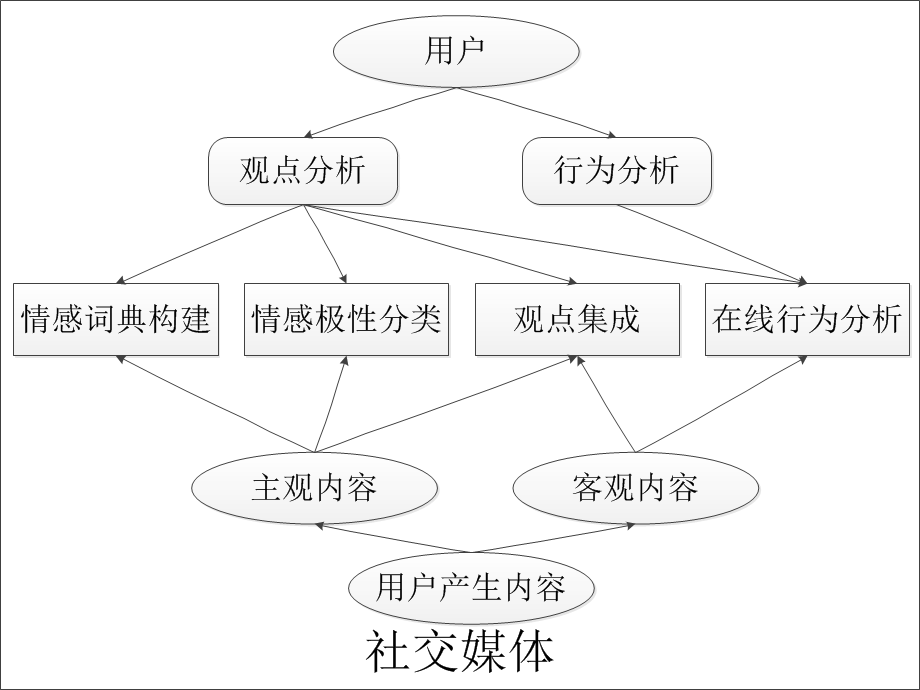 用户
观点分析
行为分析
情感词典构建
情感极性分类
观点集成
在线行为分析
主观内容
客观内容
用户产生内容
社交媒体